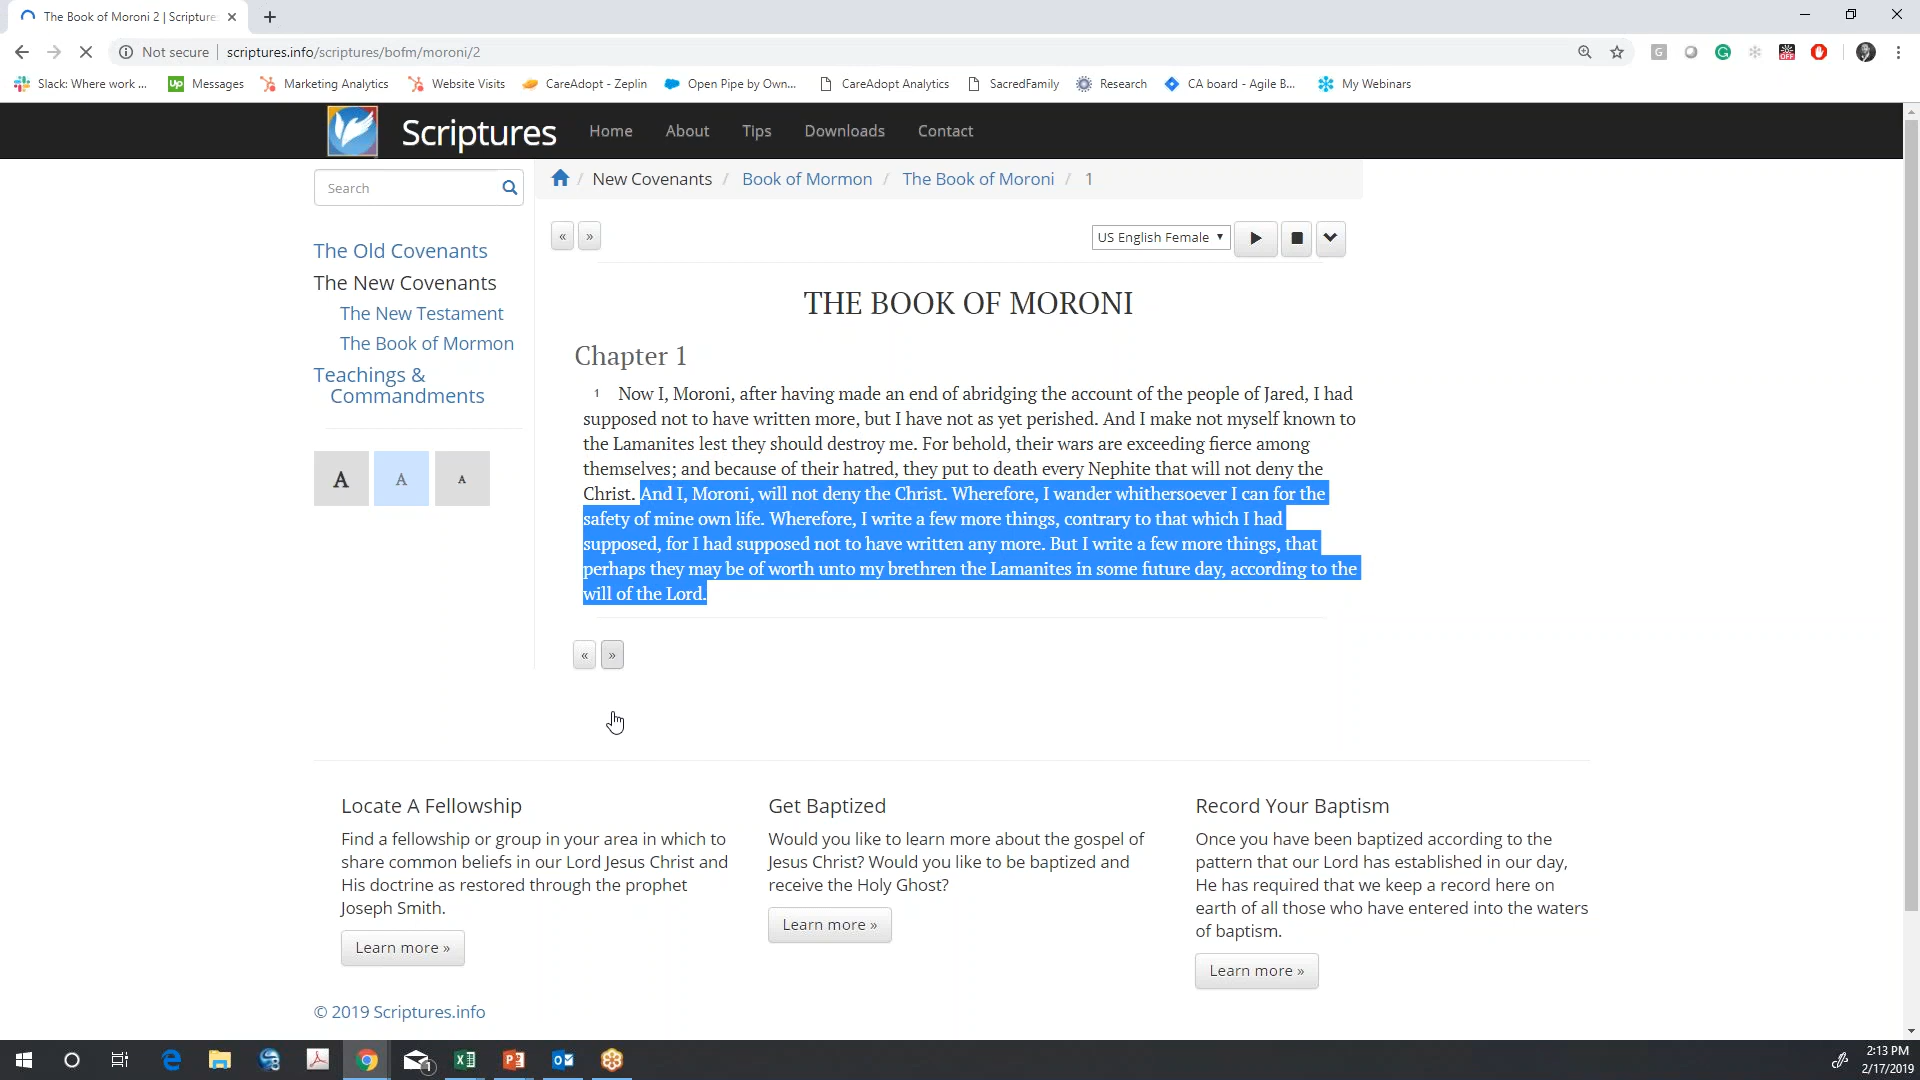 The Book of Moroni 2 | Scripture
Not secure
scriptures.info/scriptures/bofm/moroni/2
Slack: Where work ...
Up
Messages
Marketing Analytics
Website Visits
CareAdopt - Zeplin
Open Pipe by Own...
CareAdopt Analytics
SacredFamily
Research
CA board - Agile B...
My Webinars
Scriptures
Home
About
Tips
Downloads
Contact
Search
/ New Covenants / Book of Mormon / The Book of Moroni / 1
The Old Covenants
The New Covenants
The New Testament
The Book of Mormon
Teachings &
Commandments
A
A
A
«
»
US English Female
THE BOOK OF MORONI
Chapter 1
1 Now I, Moroni, after having made an end of abridging the account of the people of Jared, I had
supposed not to have written more, but I have not as yet perished. And I make not myself known to
the Lamanites lest they should destroy me. For behold, their wars are exceeding fierce among
themselves; and because of their hatred, they put to death every Nephite that will not deny the
Christ. And I, Moroni, will not deny the Christ. Wherefore, I wander whithersoever I can for the
safety of mine own life. Wherefore, I write a few more things, contrary to that which I had
supposed, for I had supposed not to have written any more. But I write a few more things, that
perhaps they may be of worth unto my brethren the Lamanites in some future day, according to the
will of the Lord.
«
»
Locate A Fellowship
Find a fellowship or group in your area in which to
share common beliefs in our Lord Jesus Christ and
His doctrine as restored through the prophet
Joseph Smith.
Learn more »
Get Baptized
Would you like to learn more about the gospel of
Jesus Christ? Would you like to be baptized and
receive the Holy Ghost?
Learn more »
Record Your Baptism
Once you have been baptized according to the
pattern that our Lord has established in our day,
He has required that we keep a record here on
earth of all those who have entered into the waters
of baptism.
Learn more »
© 2019 Scriptures.info
2:13 PM
2/17/2019